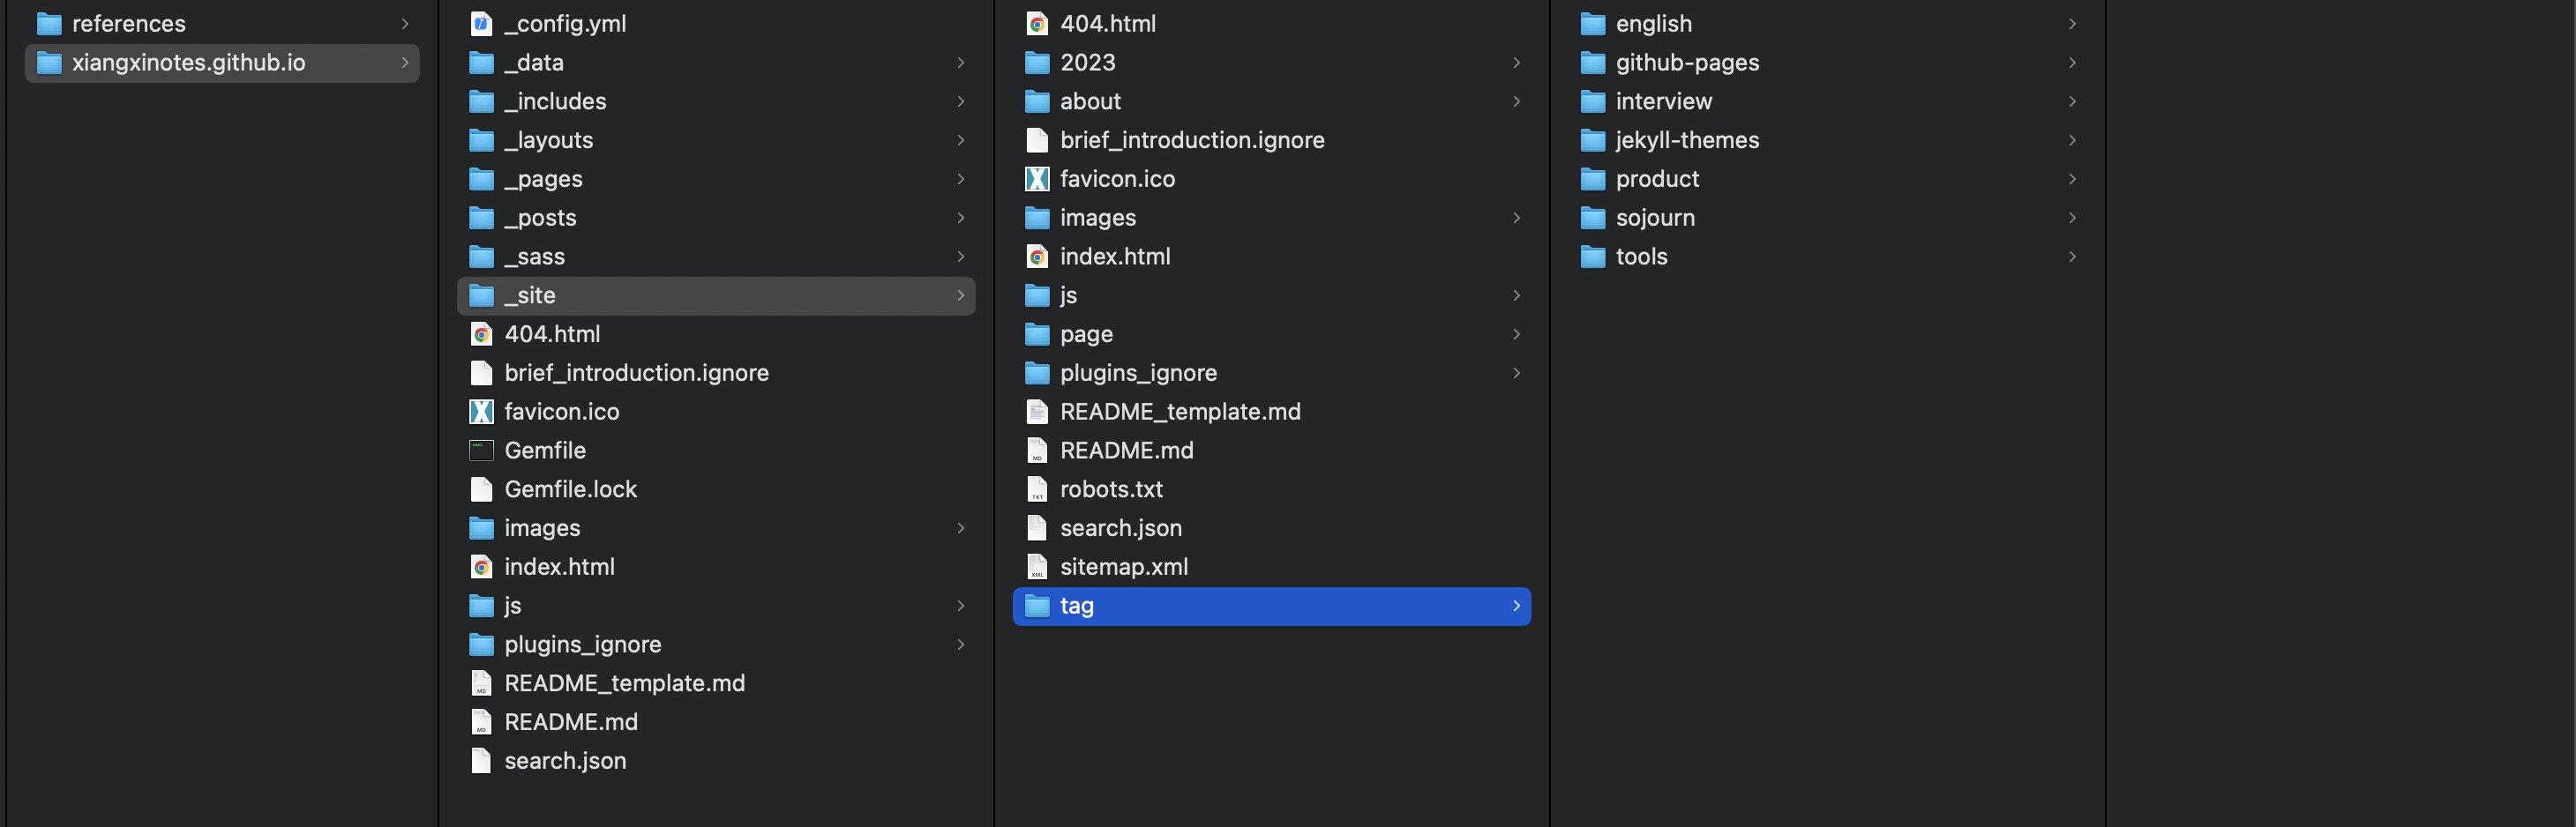 references
xiangxinotes.github.io
_config.yml
_data
_includes
_layouts
_pages
_posts
_sass
_site
404.html
brief_introduction.ignore
favicon.ico
Gemfile
Gemfile.lock
images
index.html
js
plugins_ignore
README_template.md
README.md
search.json
404.html
2023
about
brief_introduction.ignore
favicon.ico
images
index.html
js
page
plugins_ignore
README_template.md
README.md
robots.txt
search.json
sitemap.xml
tag
english
github-pages
interview
jekyll-themes
product
sojourn
tools